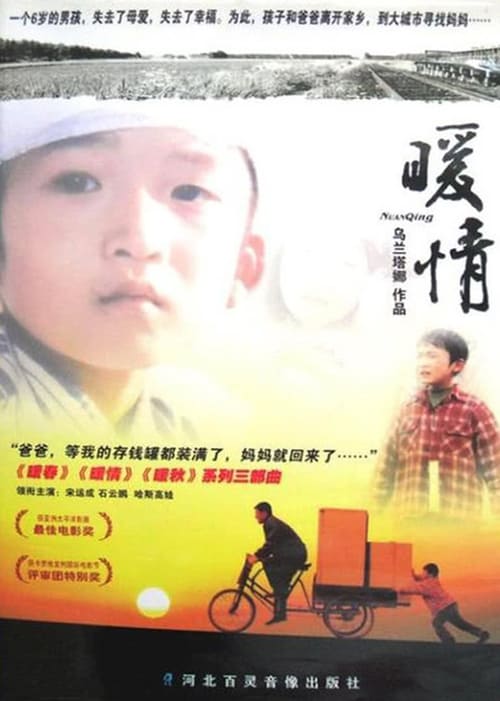 一个6岁的男孩，失去了母爱，失去了幸福。为此，孩子和爸爸离开家乡，到大城市寻找妈妈……
暖情
NuanQing
乌兰塔娜 作品
“爸爸，等我的存钱罐都装满了，妈妈就回来了……”
《暖春》《暖情》《暖秋》系列三部曲
领衔主演：宋运成 石云鹏 哈斯高娃
最佳电影奖
评审团特别奖
河北百灵音像出版社